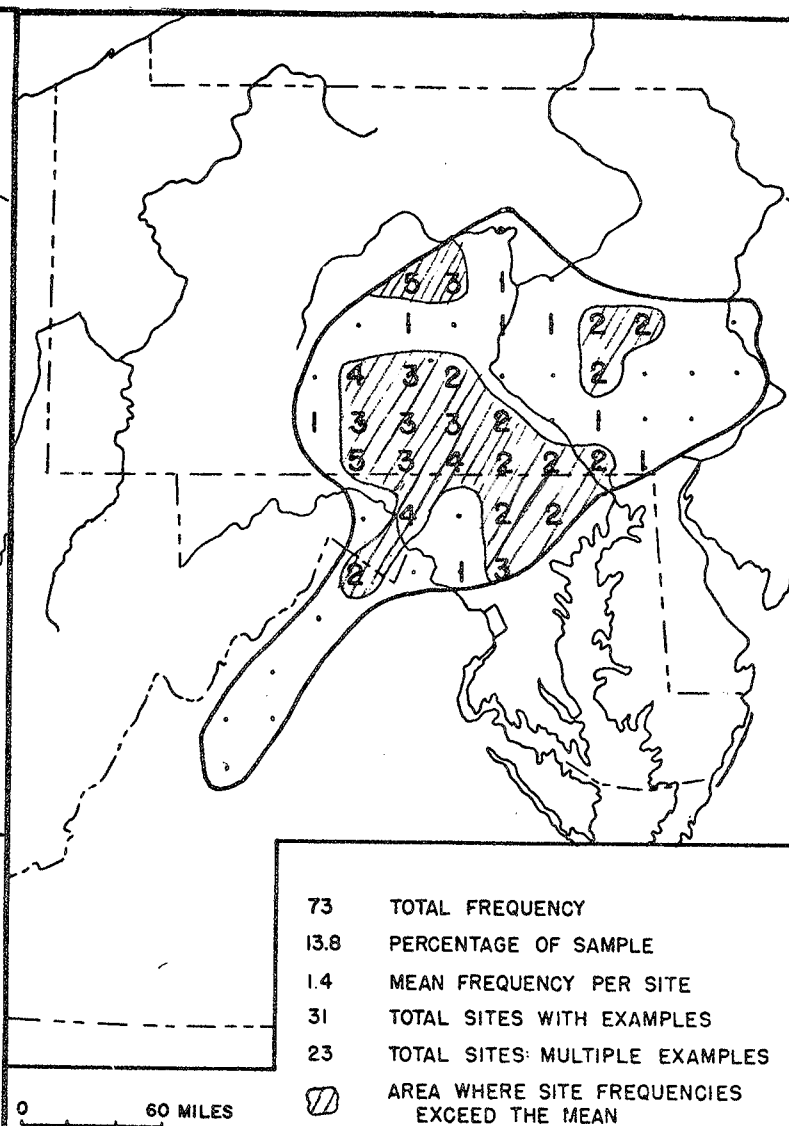 5 3 1
1 1 1 2 2
4 3 2 2
1 3 3 3 2 1
5 3 4 2 2 2 1
4 2 2
2 1 3
73 TOTAL FREQUENCY
13.8 PERCENTAGE OF SAMPLE
1.4 MEAN FREQUENCY PER SITE
31 TOTAL SITES WITH EXAMPLES
23 TOTAL SITES: MULTIPLE EXAMPLES
AREA WHERE SITE FREQUENCIES
EXCEED THE MEAN
0 60 MILES